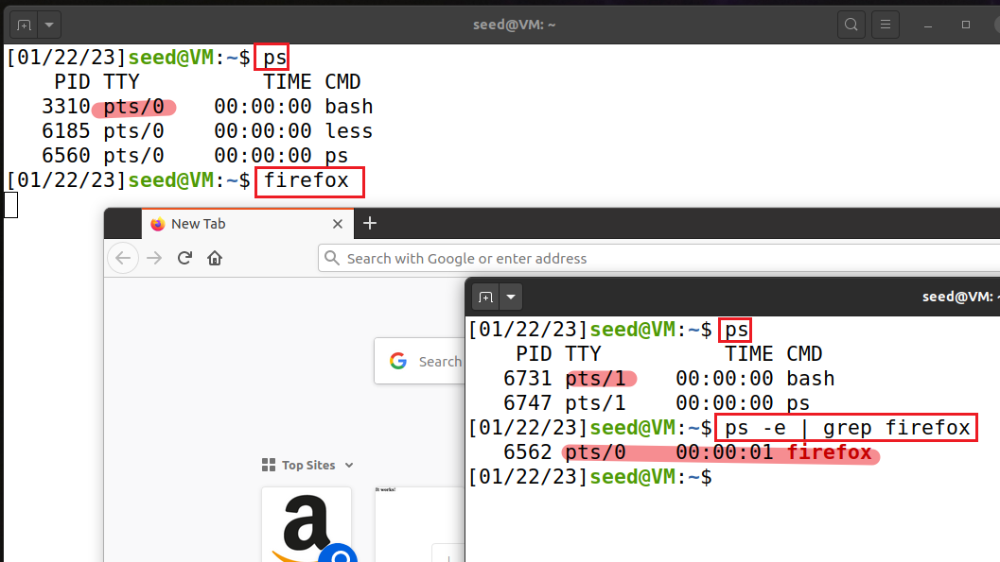 seed@VM: ~
[01/22/23]seed@VM:~$ ps
PID TTY TIME CMD
3310 pts/0 00:00:00 bash
6185 pts/0 00:00:00 less
6560 pts/0 00:00:00 ps
[01/22/23]seed@VM:~$ firefox
New Tab
Search with Google or enter address
seed@VM: ~
[01/22/23]seed@VM:~$ ps
PID TTY TIME CMD
6731 pts/1 00:00:00 bash
6747 pts/1 00:00:00 ps
[01/22/23]seed@VM:~$ ps -e | grep firefox
6562 pts/0 00:00:01 firefox
[01/22/23]seed@VM:~$
Search
Top Sites
It works!
a